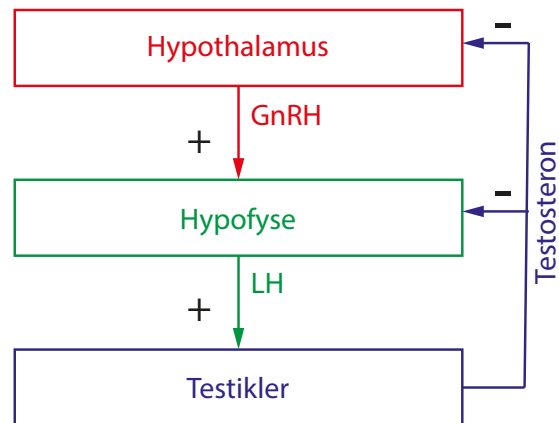 −
Hypothalamus
GnRH
+
−
Hypofyse
Testosteron
LH
+
Testikler